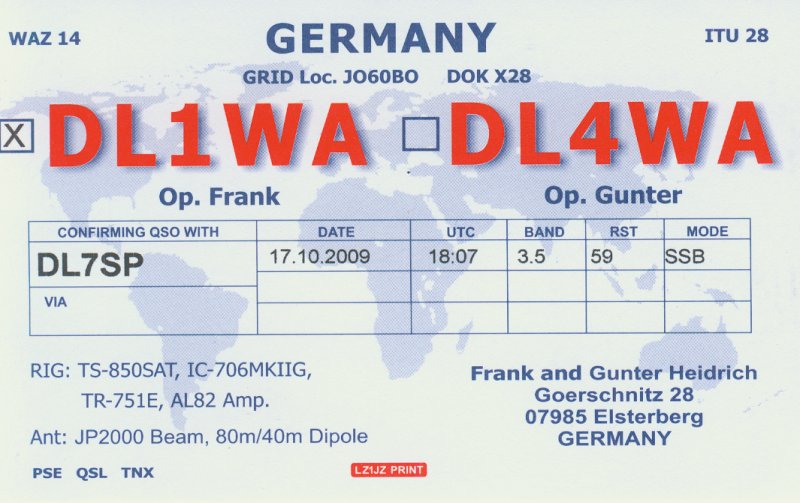 WAZ 14 GERMANY ITU 28
GRID Loc. JO60BO DOK X28
X DL1WA DL4WA
Op. Frank Op. Gunter
CONFIRMING QSO WITH DATE UTC BAND RST MODE
DL7SP 17.10.2009 18:07 3.5 59 SSB
VIA
RIG: TS-850SAT, IC-706MKIIG,
TR-751E, AL82 Amp.
Ant: JP2000 Beam, 80m/40m Dipole
Frank and Gunter Heidrich
Goerschnitz 28
07985 Elsterberg
GERMANY
PSE QSL TNX
LZ1JZ PRINT